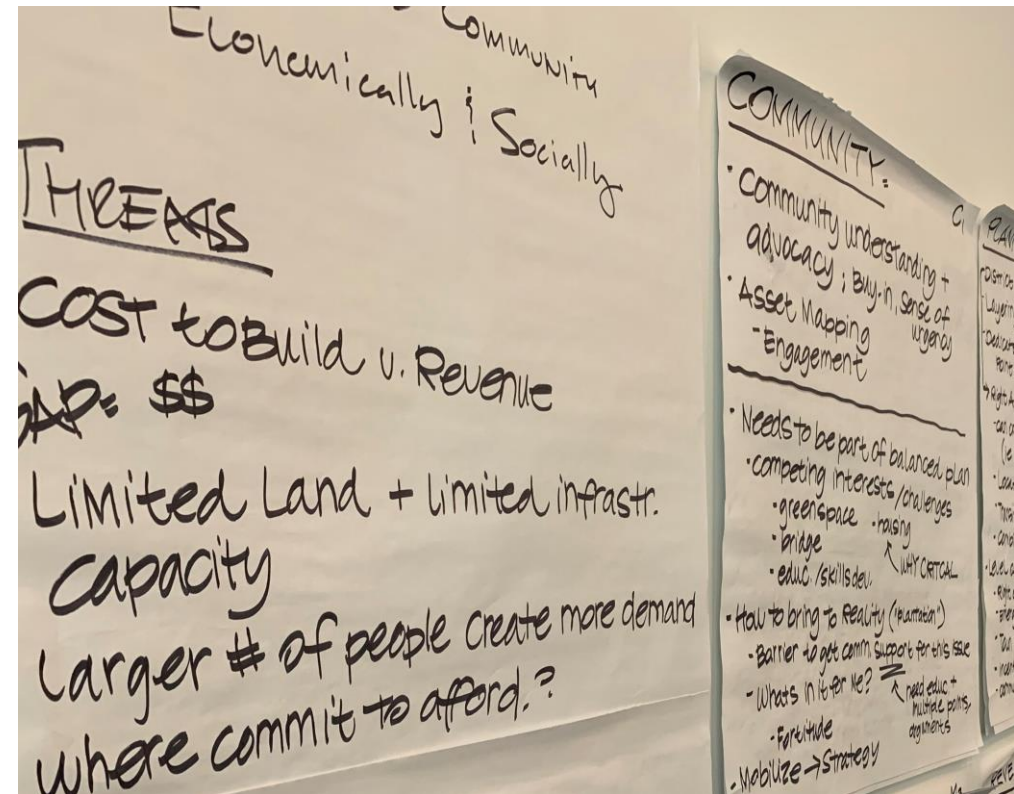 Community
Economically & Socially
THREATS
COST to Build v. Revenue
GAP: $$
Limited Land + limited infrastr.
capacity
Larger # of people create more demand
where commit to afford.?
COMMUNITY:
C1
• Community understanding +
advocacy ; Buy-in, sense of
urgency
• Asset Mapping
- Engagement
• Needs to be part of balanced plan
• competing interests/challenges
• greenspace • housing
• bridge
WHY CRITICAL
• educ./skills dev.
• How to bring to Reality ("plantation")
- Barrier to get comm. support for this issue
- Whats in it for Me?
need educ +
multiple points,
arguments
• Fortitude
• Mobilize → Strategy